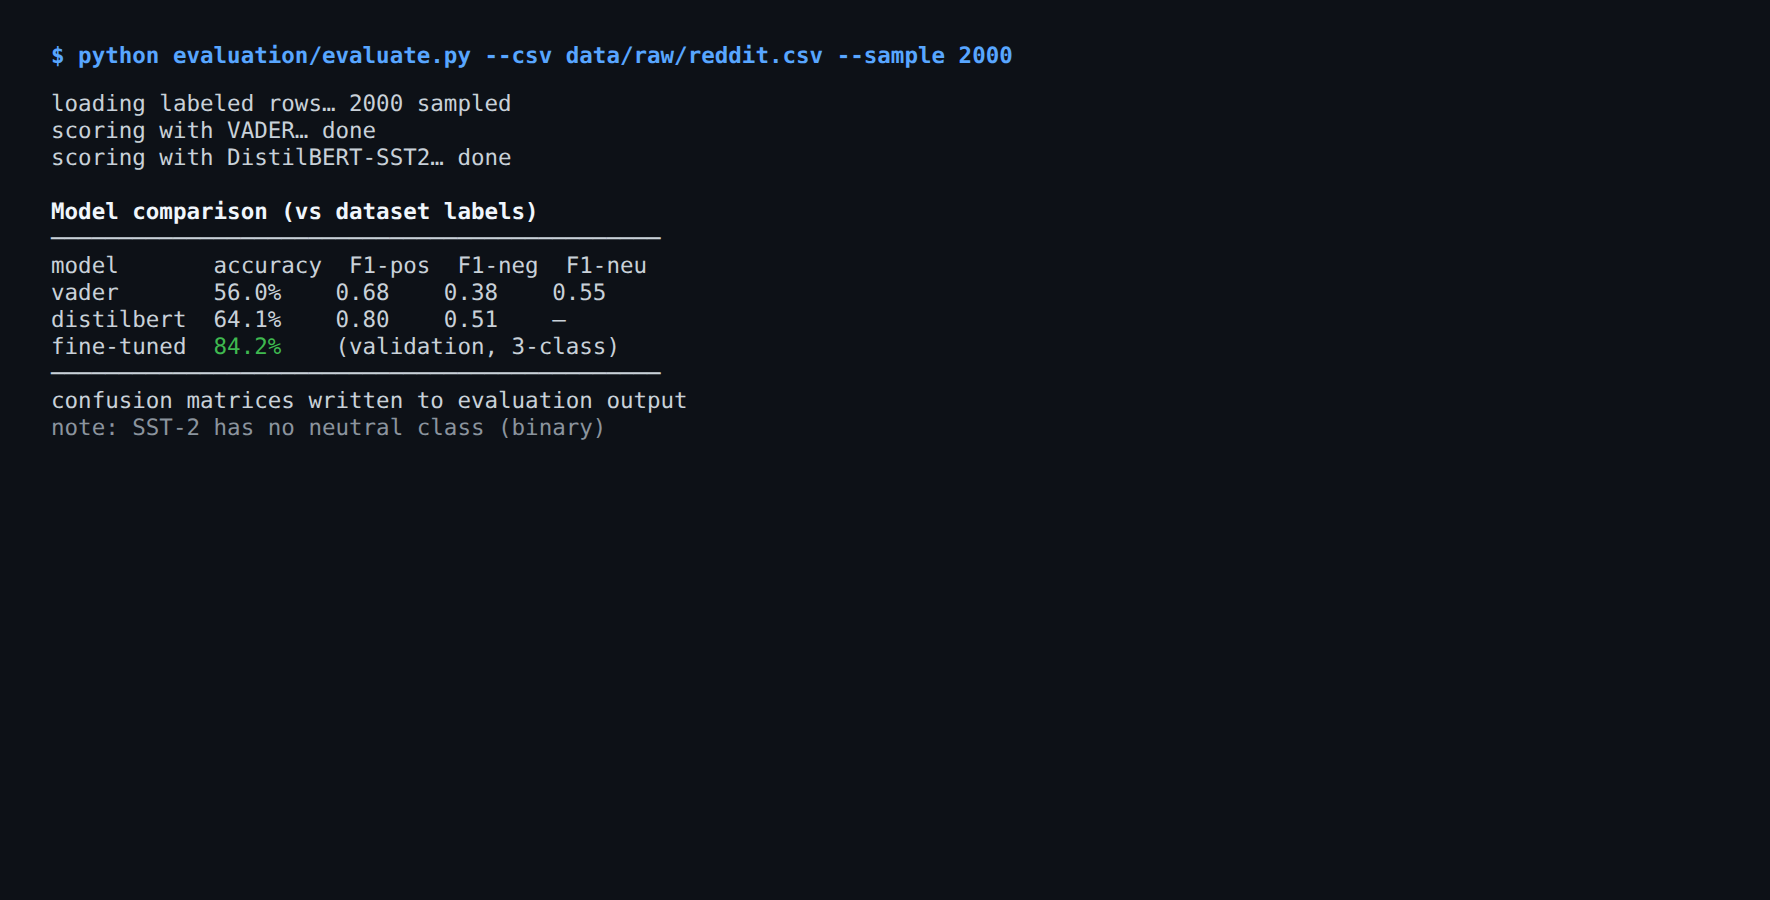 $ python evaluation/evaluate.py --csv data/raw/reddit.csv --sample 2000
loading labeled rows… 2000 sampled
scoring with VADER… done
scoring with DistilBERT-SST2… done
Model comparison (vs dataset labels)
model accuracy F1-pos F1-neg F1-neu
vader 56.0% 0.68 0.38 0.55
distilbert 64.1% 0.80 0.51 —
fine-tuned 84.2% (validation, 3-class)
confusion matrices written to evaluation output
note: SST-2 has no neutral class (binary)